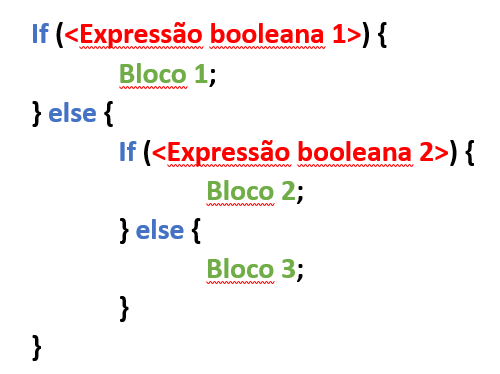 If (<Expressão booleana 1>) {
Bloco 1;
} else {
If (<Expressão booleana 2>) {
Bloco 2;
} else {
Bloco 3;
}
}